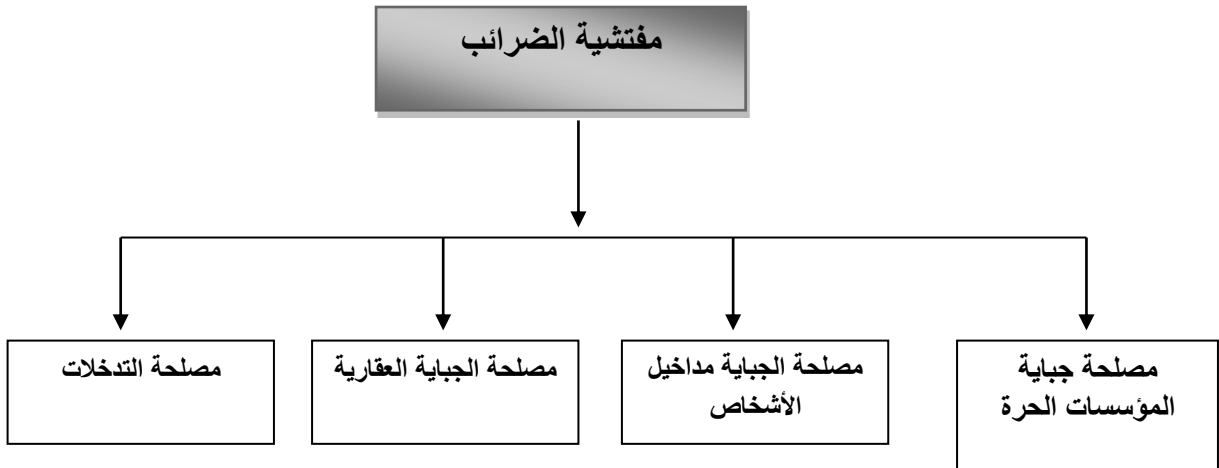 مفتشية الضرائب
مصلحة جباية
المؤسسات الحرة
مصلحة الجباية مداخيل
الأشخاص
مصلحة الجباية العقارية
مصلحة التدخلات